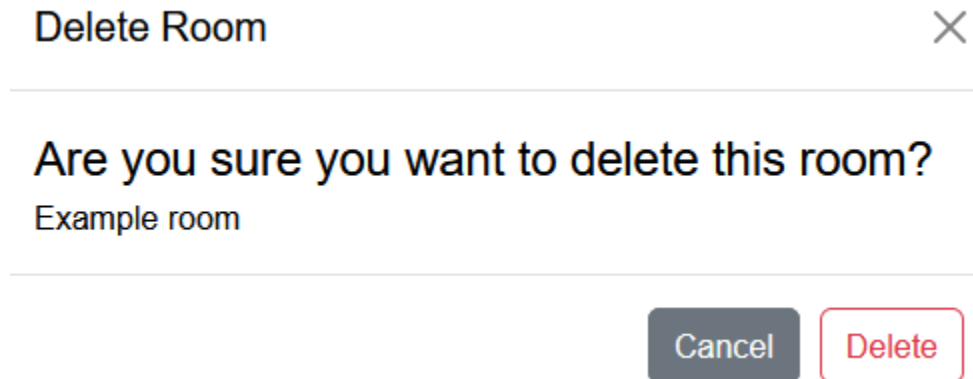 Delete Room
Are you sure you want to delete this room?
Example room
Cancel Delete